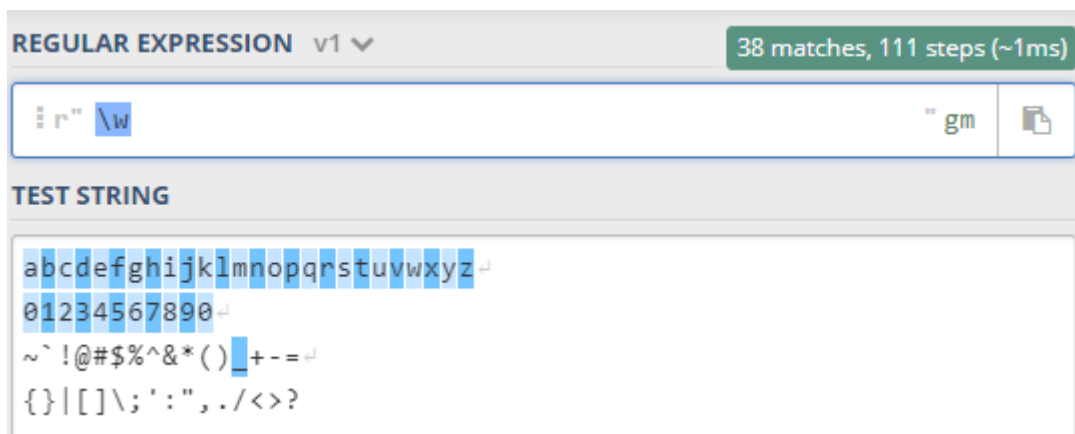 REGULAR EXPRESSION v1
38 matches, 111 steps (~1ms)
r" \w " gm
TEST STRING
abcdefghijklmnopqrstuvwxyz↵
01234567890↵
~`!@#$%^&*()_+-=↵
{}|[]\;':",./<>?